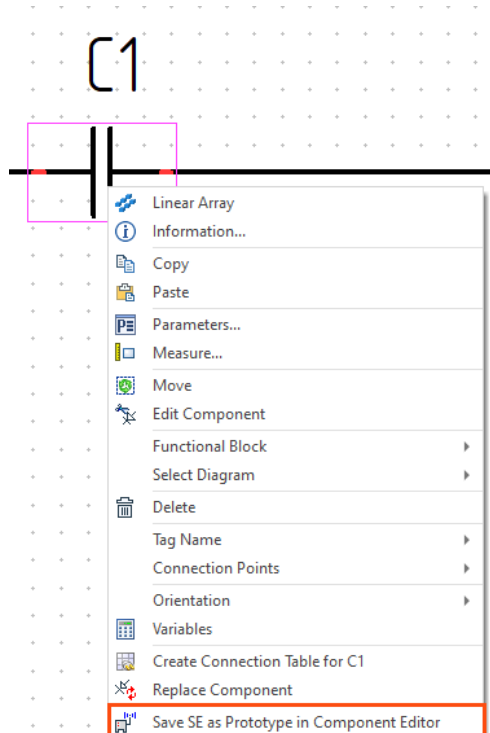 C1
Linear Array
Information...
Copy
Paste
Parameters...
Measure...
Move
Edit Component
Functional Block
Select Diagram
Delete
Tag Name
Connection Points
Orientation
Variables
Create Connection Table for C1
Replace Component
Save SE as Prototype in Component Editor